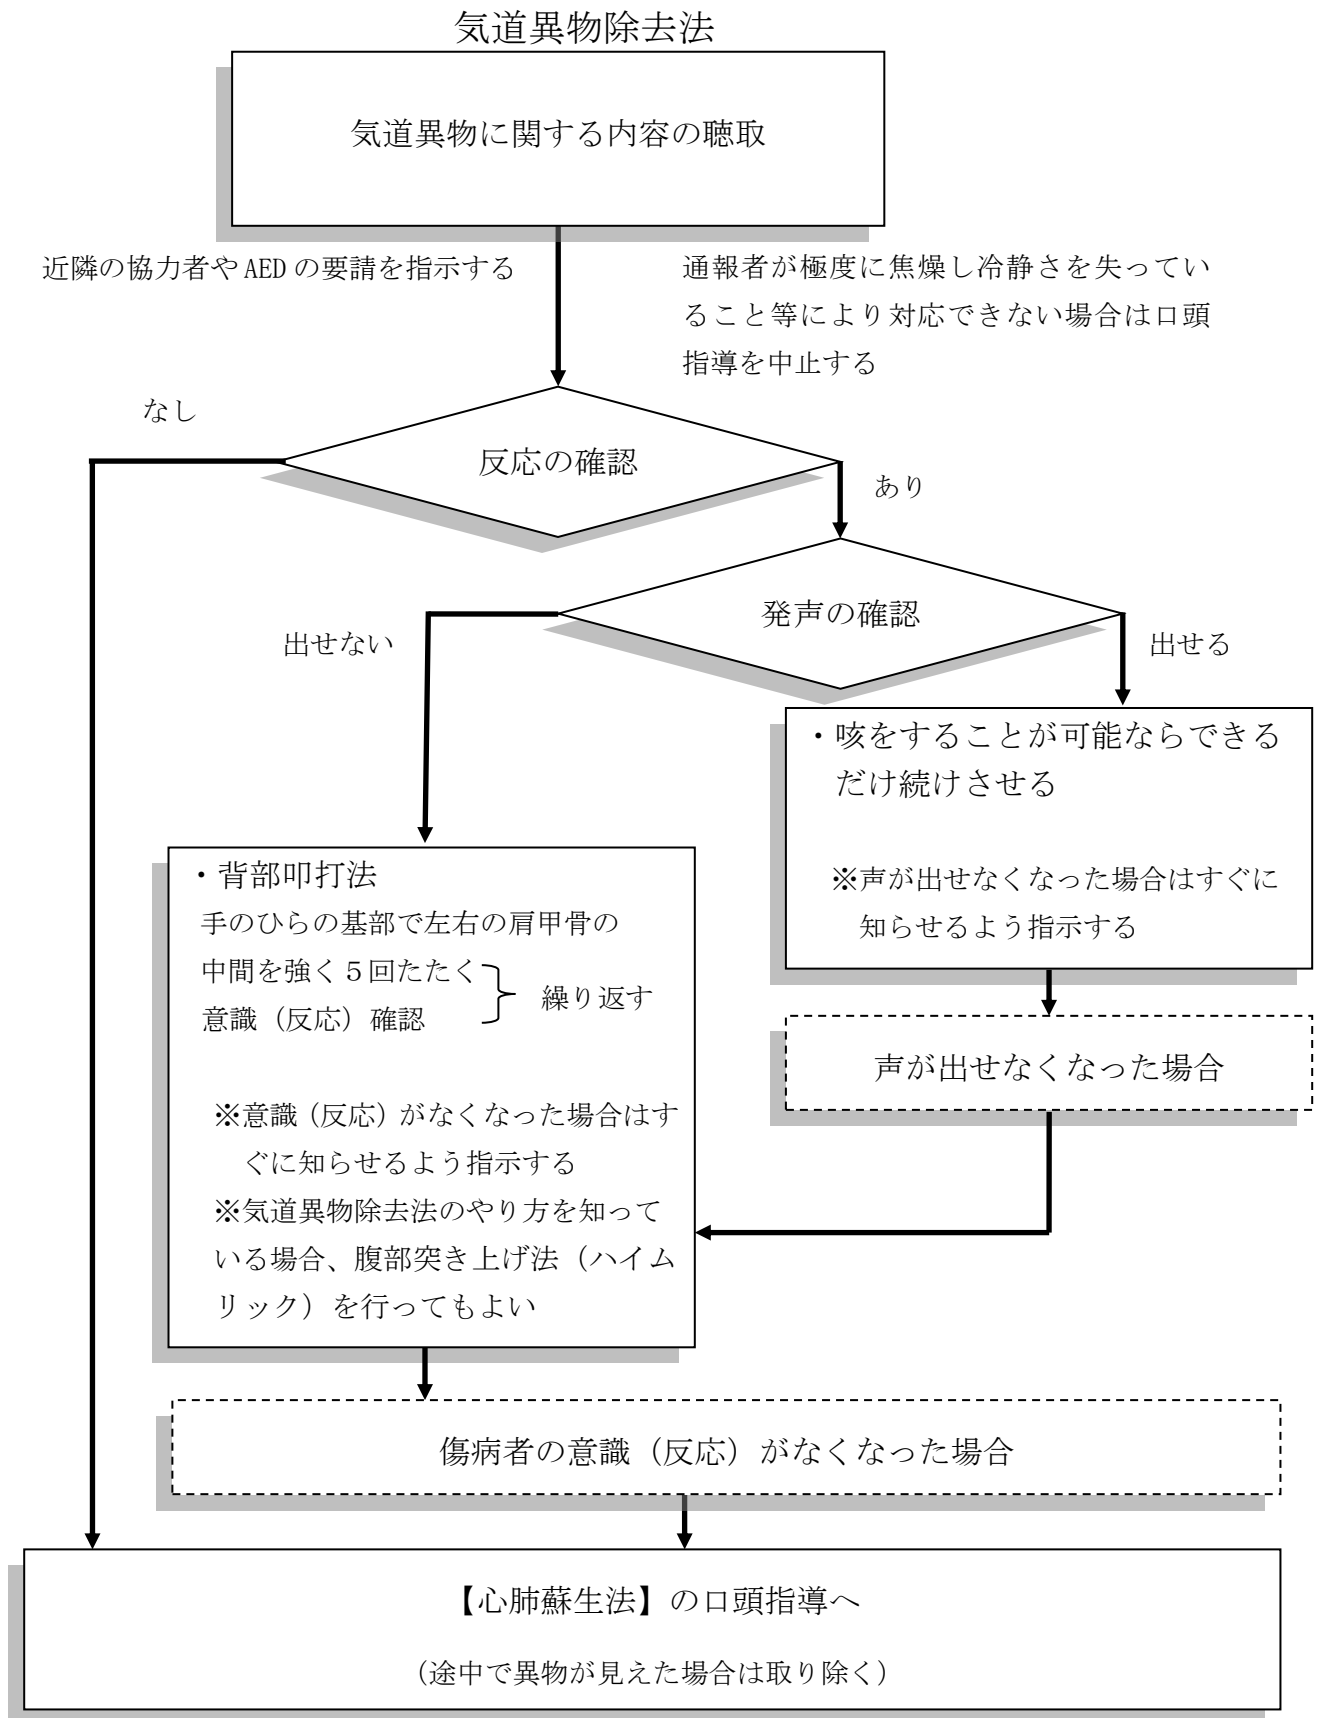 気道異物除去法
気道異物に関する内容の聴取
近隣の協力者や AED の要請を指示する
通報者が極度に焦燥し冷静さを失ってい
ること等により対応できない場合は口頭
指導を中止する
なし
反応の確認
あり
発声の確認
出せない
出せる
・咳をすることが可能ならできる
だけ続けさせる
※声が出せなくなった場合はすぐに
知らせるよう指示する
・背部叩打法
手のひらの基部で左右の肩甲骨の
中間を強く５回たたく
意識（反応）確認
繰り返す
※意識（反応）がなくなった場合はす
ぐに知らせるよう指示する
※気道異物除去法のやり方を知って
いる場合、腹部突き上げ法（ハイム
リック）を行ってもよい
声が出せなくなった場合
傷病者の意識（反応）がなくなった場合
【心肺蘇生法】の口頭指導へ
（途中で異物が見えた場合は取り除く）